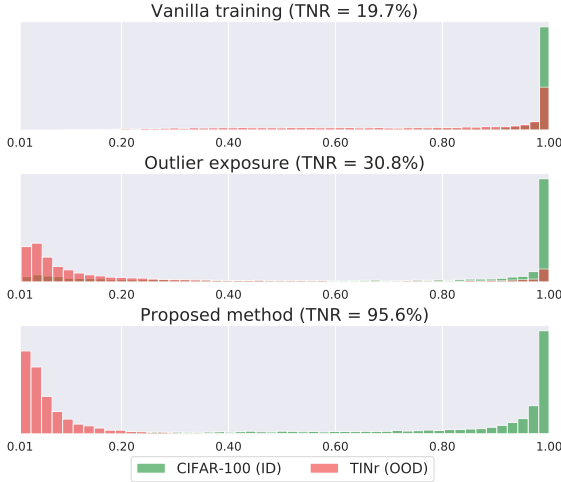 Vanilla training (TNR = 19.7%)
0.01 0.20 0.40 0.60 0.80 1.00
Outlier exposure (TNR = 30.8%)
0.01 0.20 0.40 0.60 0.80 1.00
Proposed method (TNR = 95.6%)
0.01 0.20 0.40 0.60 0.80 1.00
CIFAR-100 (ID) TINr (OOD)